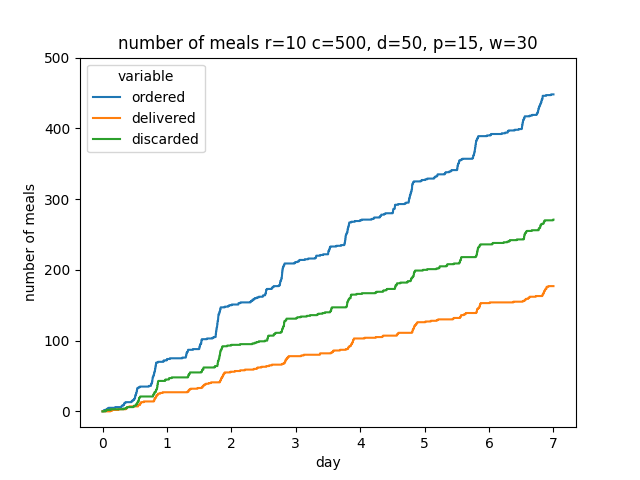 number of meals r=10 c=500, d=50, p=15, w=30
variable
ordered
delivered
discarded
500
400
300
200
100
0
number of meals
0 1 2 3 4 5 6 7
day